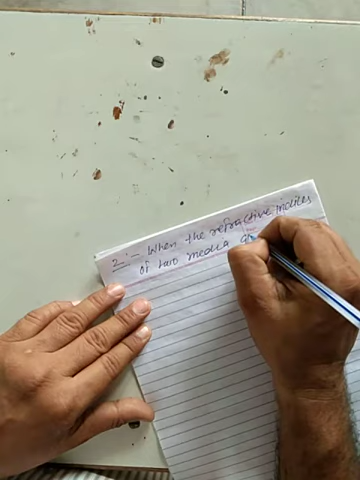 2:- When the refractive indices
of two media